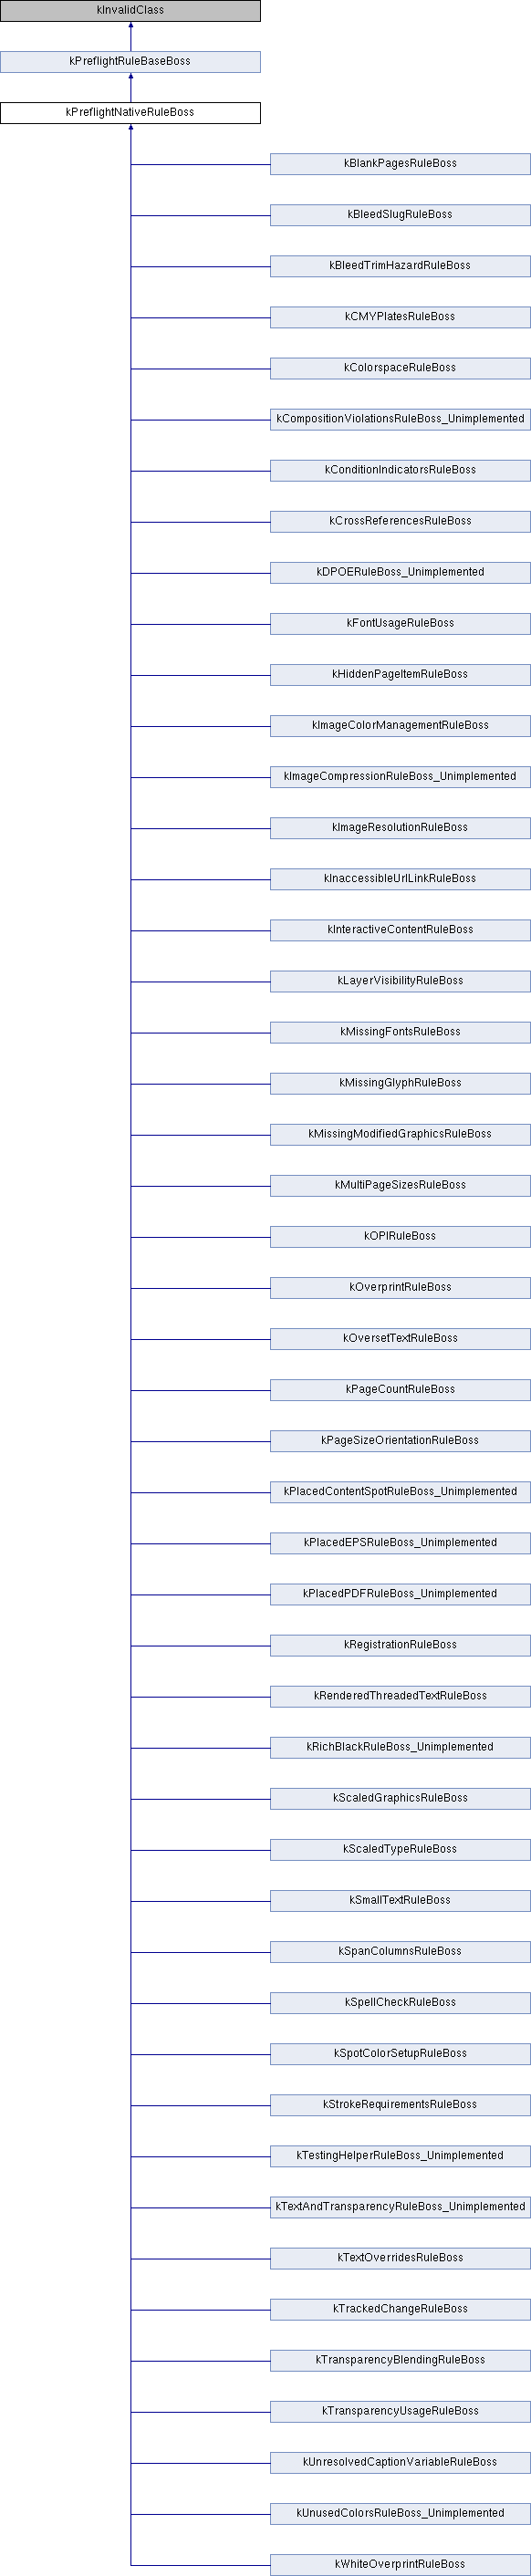 kInvalidClass
kPreflightRuleBaseBoss
kPreflightNativeRuleBoss
kBlankPagesRuleBoss
kBleedSlugRuleBoss
kBleedTrimHazardRuleBoss
kCMYPlatesRuleBoss
kColorspaceRuleBoss
kCompositionViolationsRuleBoss_Unimplemented
kConditionIndicatorsRuleBoss
kCrossReferencesRuleBoss
kDPOERuleBoss_Unimplemented
kFontUsageRuleBoss
kHiddenPageItemRuleBoss
kImageColorManagementRuleBoss
kImageCompressionRuleBoss_Unimplemented
kImageResolutionRuleBoss
kInaccessibleUrlLinkRuleBoss
kInteractiveContentRuleBoss
kLayerVisibilityRuleBoss
kMissingFontsRuleBoss
kMissingGlyphRuleBoss
kMissingModifiedGraphicsRuleBoss
kMultiPageSizesRuleBoss
kOPIRuleBoss
kOverprintRuleBoss
kOversetTextRuleBoss
kPageCountRuleBoss
kPageSizeOrientationRuleBoss
kPlacedContentSpotRuleBoss_Unimplemented
kPlacedEPSRuleBoss_Unimplemented
kPlacedPDFRuleBoss_Unimplemented
kRegistrationRuleBoss
kRenderedThreadedTextRuleBoss
kRichBlackRuleBoss_Unimplemented
kScaledGraphicsRuleBoss
kScaledTypeRuleBoss
kSmallTextRuleBoss
kSpanColumnsRuleBoss
kSpellCheckRuleBoss
kSpotColorSetupRuleBoss
kStrokeRequirementsRuleBoss
kTestingHelperRuleBoss_Unimplemented
kTextAndTransparencyRuleBoss_Unimplemented
kTextOverridesRuleBoss
kTrackedChangeRuleBoss
kTransparencyBlendingRuleBoss
kTransparencyUsageRuleBoss
kUnresolvedCaptionVariableRuleBoss
kUnusedColorsRuleBoss_Unimplemented
kWhiteOverprintRuleBoss